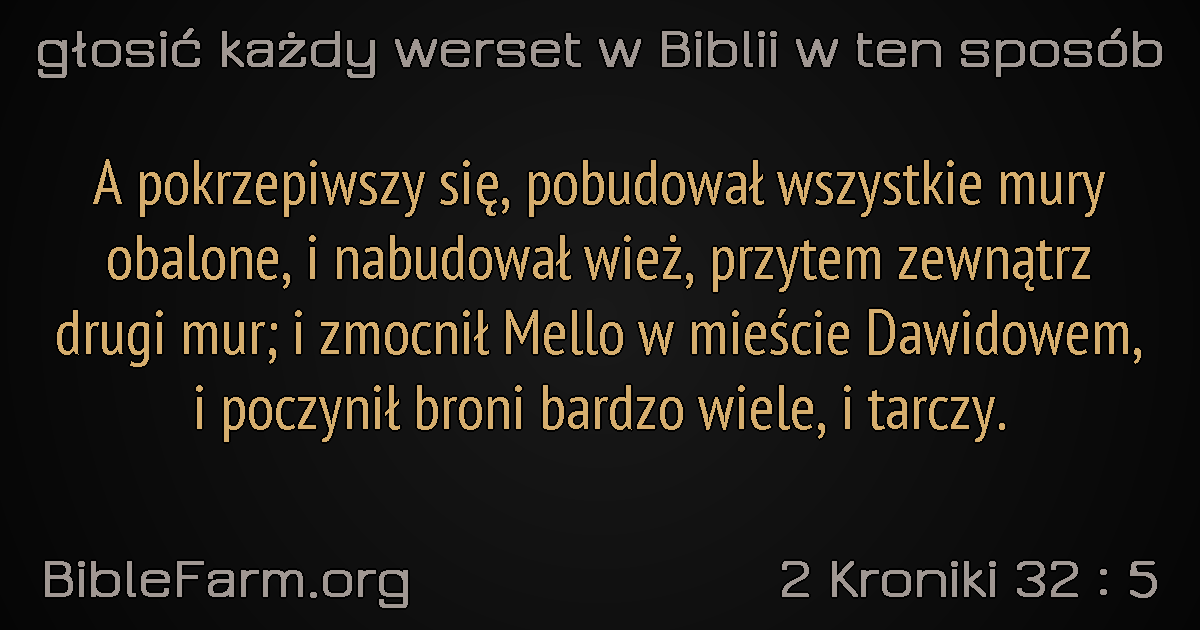 głosić każdy werset w Biblii w ten sposób
A pokrzepiwszy się, pobudował wszystkie mury
obalone, i nabudował wież, przytem zewnątrz
drugi mur; i zmocnił Mello w mieście Dawidowem,
i poczynił broni bardzo wiele, i tarczy.
BibleFarm.org
2 Kroniki 32 : 5